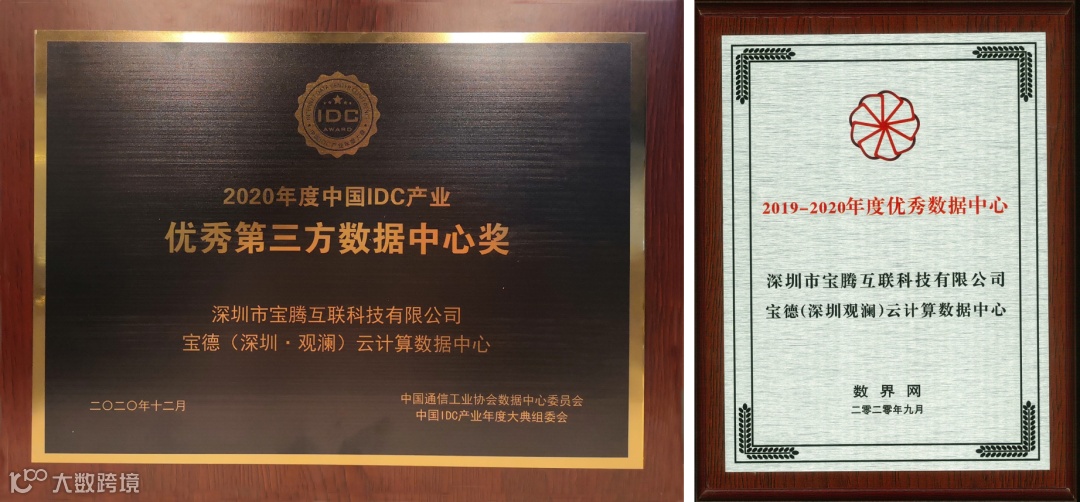 IDC
AWARD
2020年度中国IDC产业
优秀第三方数据中心奖
深圳市宝腾互联科技有限公司
宝德（深圳·观澜）云计算数据中心
二〇二〇年十二月
中国通信工业协会数据中心委员会
中国IDC产业年度大典组委会
2019-2020年度优秀数据中心
深圳市宝腾互联科技有限公司
宝德(深圳观澜)云计算数据中心
数界网
二零二零年九月
大数跨境